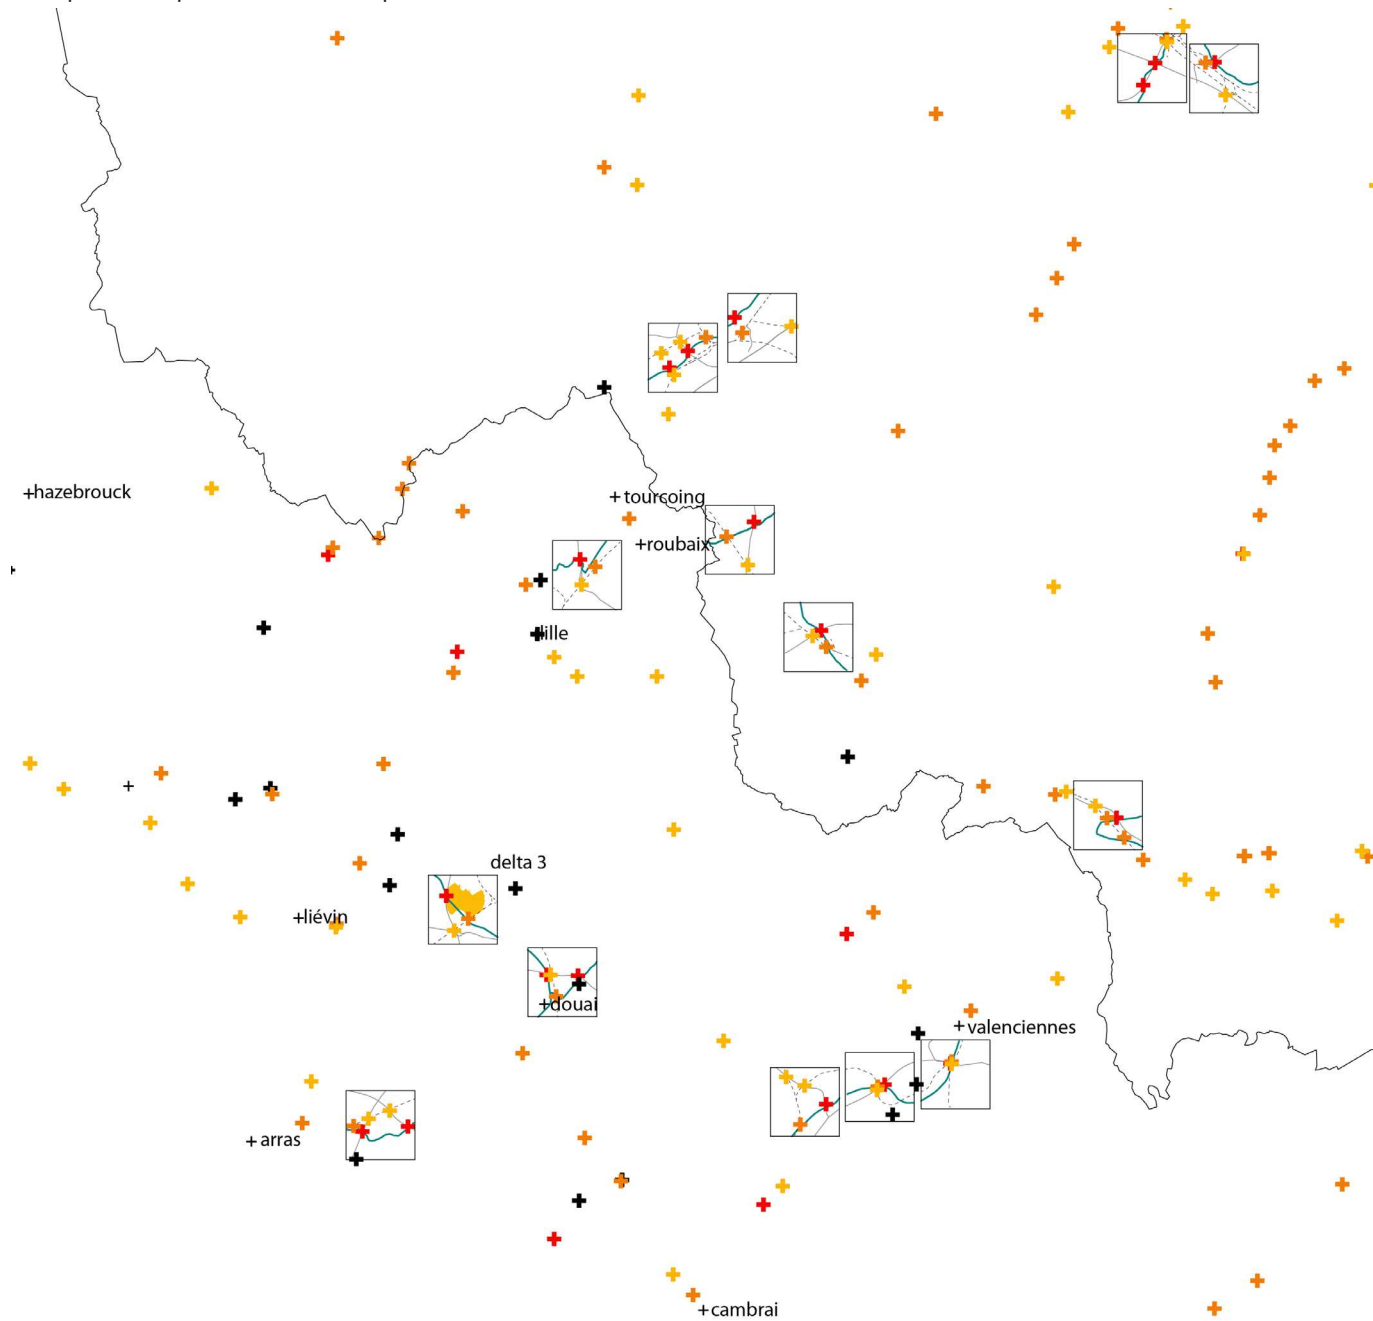 +hazebrouck
+tourcoing
+roubaix
lille
delta 3
+liévin
+douai
+valenciennes
+arras
+cambrai